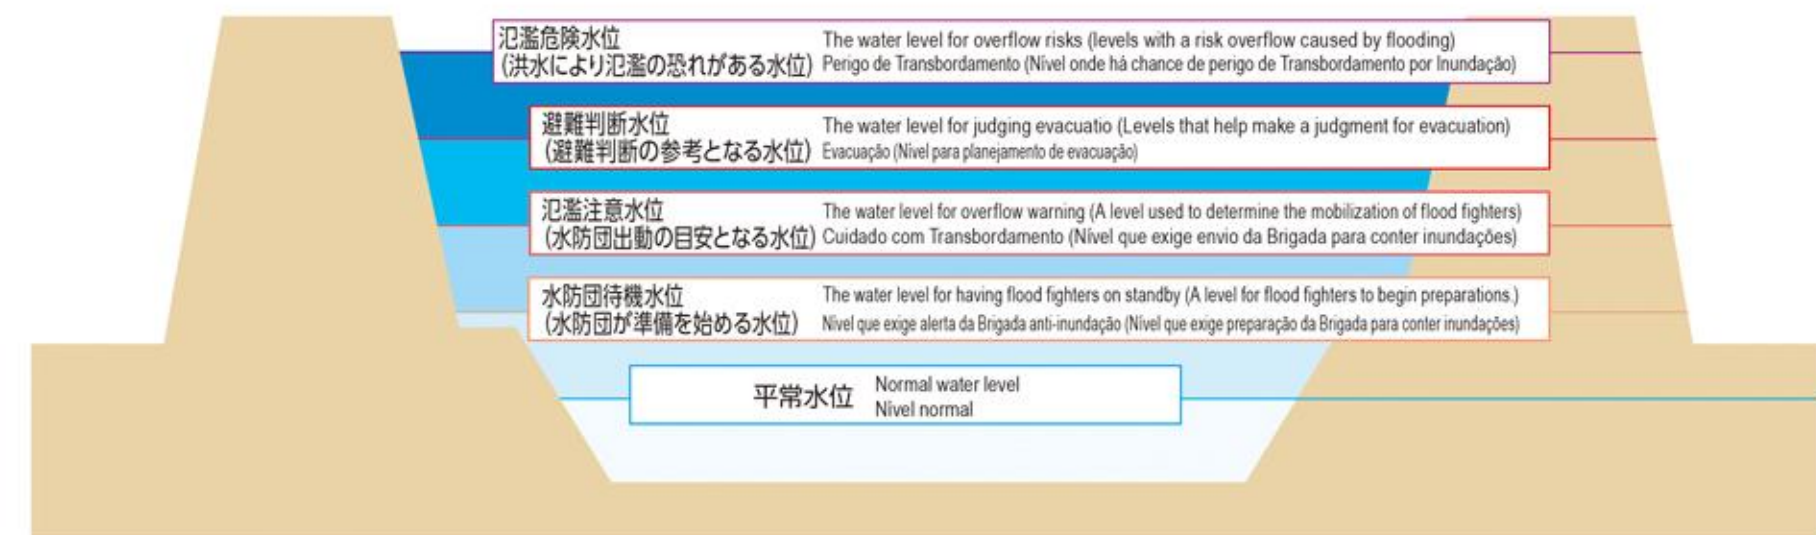 氾濫危険水位
(洪水により氾濫の恐れがある水位)
The water level for overflow risks (levels with a risk overflow caused by flooding)
Perigo de Transbordamento (Nível onde há chance de perigo de Transbordamento por Inundação)
避難判断水位
(避難判断の参考となる水位)
The water level for judging evacuatio (Levels that help make a judgment for evacuation)
Evacuação (Nível para planejamento de evacuação)
氾濫注意水位
(水防団出動の目安となる水位)
The water level for overflow warning (A level used to determine the mobilization of flood fighters)
Cuidado com Transbordamento (Nível que exige envio da Brigada para conter inundações)
水防団待機水位
(水防団が準備を始める水位)
The water level for having flood fighters on standby (A level for flood fighters to begin preparations.)
Nível que exige alerta da Brigada anti-inundação (Nível que exige preparação da Brigada para conter inundações)
平常水位
Normal water level
Nível normal